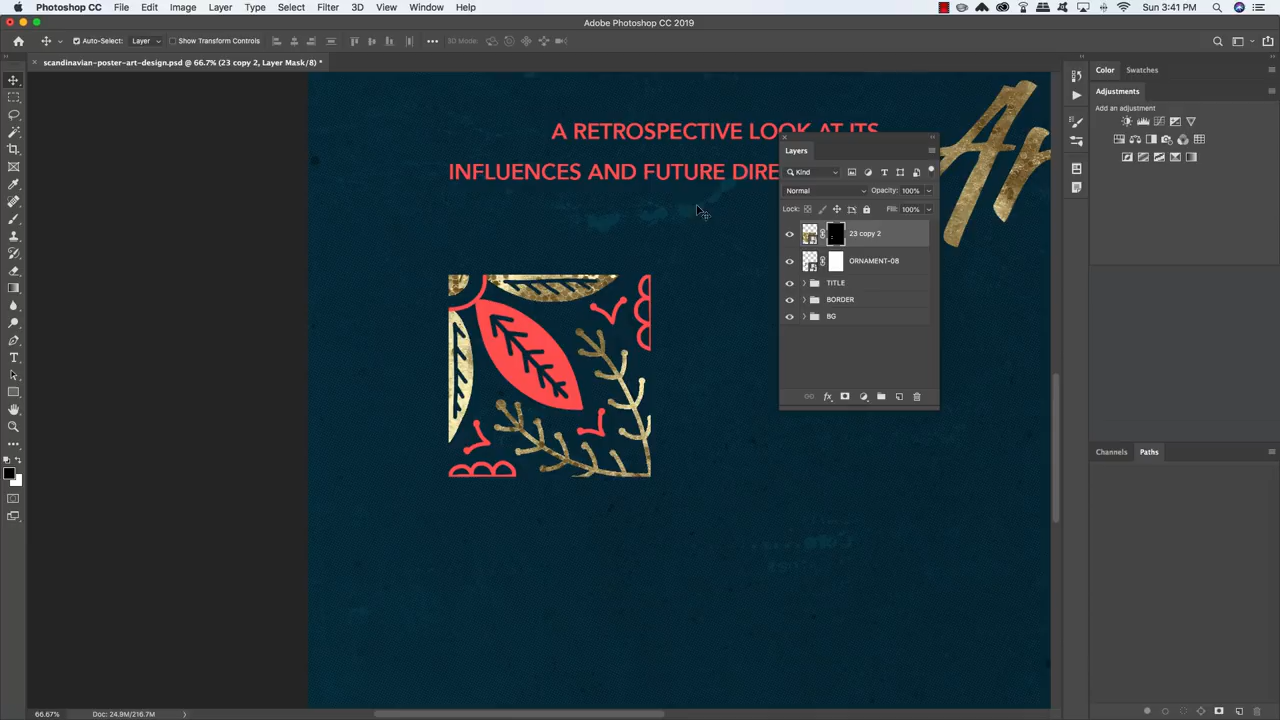 Photoshop CC File Edit Image Layer Type Select Filter 3D View Window Help Sun 3:41 PM
Adobe Photoshop CC 2019
Auto-Select: Layer Show Transform Controls 3D Mode:
scandinavian-poster-art-design.psd @ 66.7% (23 copy 2, Layer Mask/8) *
Color Swatches
Adjustments
Add an adjustment
A RETROSPECTIVE LOOK AT ITS
INFLUENCES AND FUTURE DIRE
Ar
Layers
Kind
Normal Opacity: 100%
Lock: Fill: 100%
23 copy 2
ORNAMENT-08
TITLE
BORDER
BG
fx
Channels Paths
66.67% Doc: 24.9M/216.7M